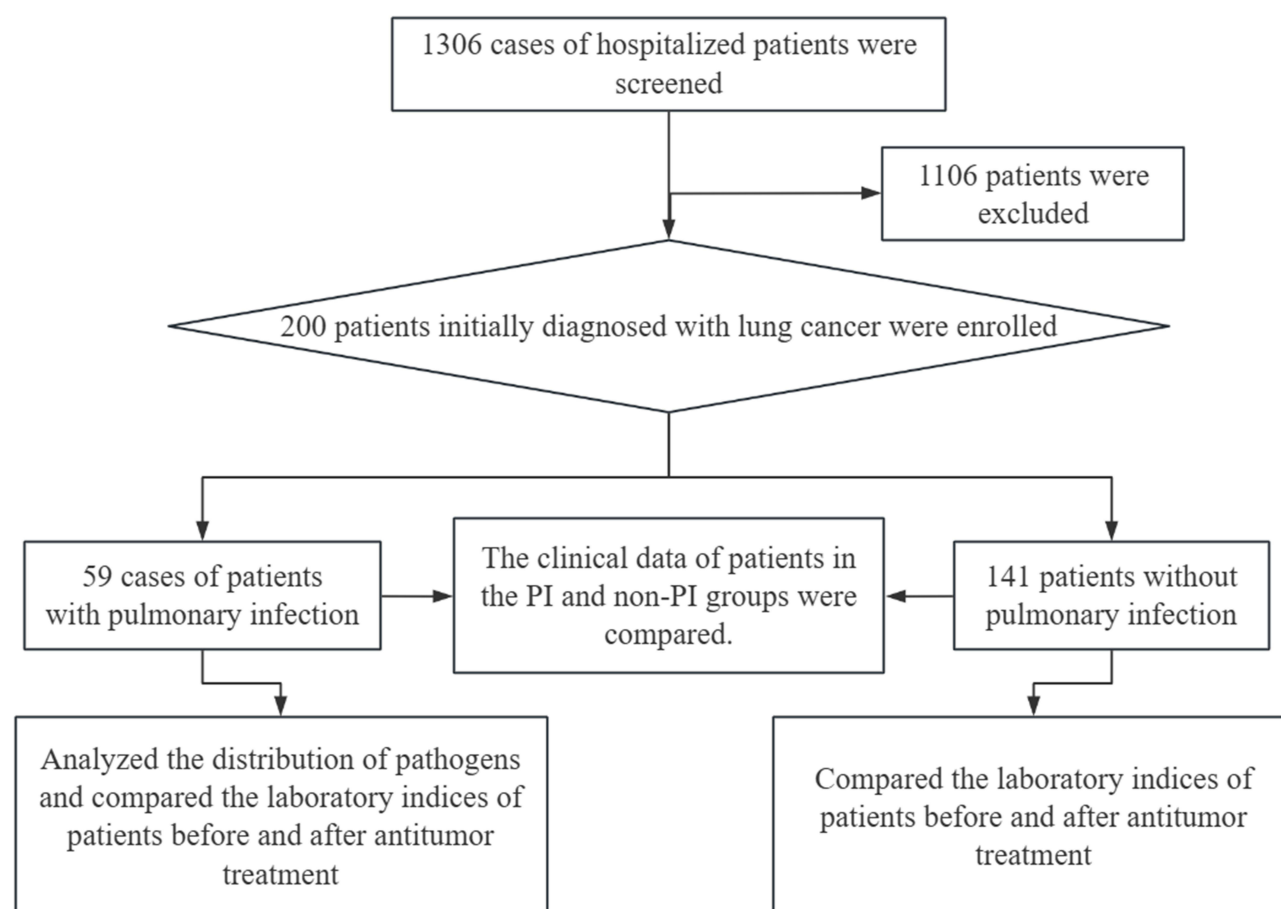 1306 cases of hospitalized patients were
screened
1106 patients were
excluded
200 patients initially diagnosed with lung cancer were enrolled
59 cases of patients
with pulmonary infection
The clinical data of patients in
the PI and non-PI groups were
compared.
141 patients without
pulmonary infection
Analyzed the distribution of pathogens
and compared the laboratory indices of
patients before and after antitumor
treatment
Compared the laboratory indices of
patients before and after antitumor
treatment